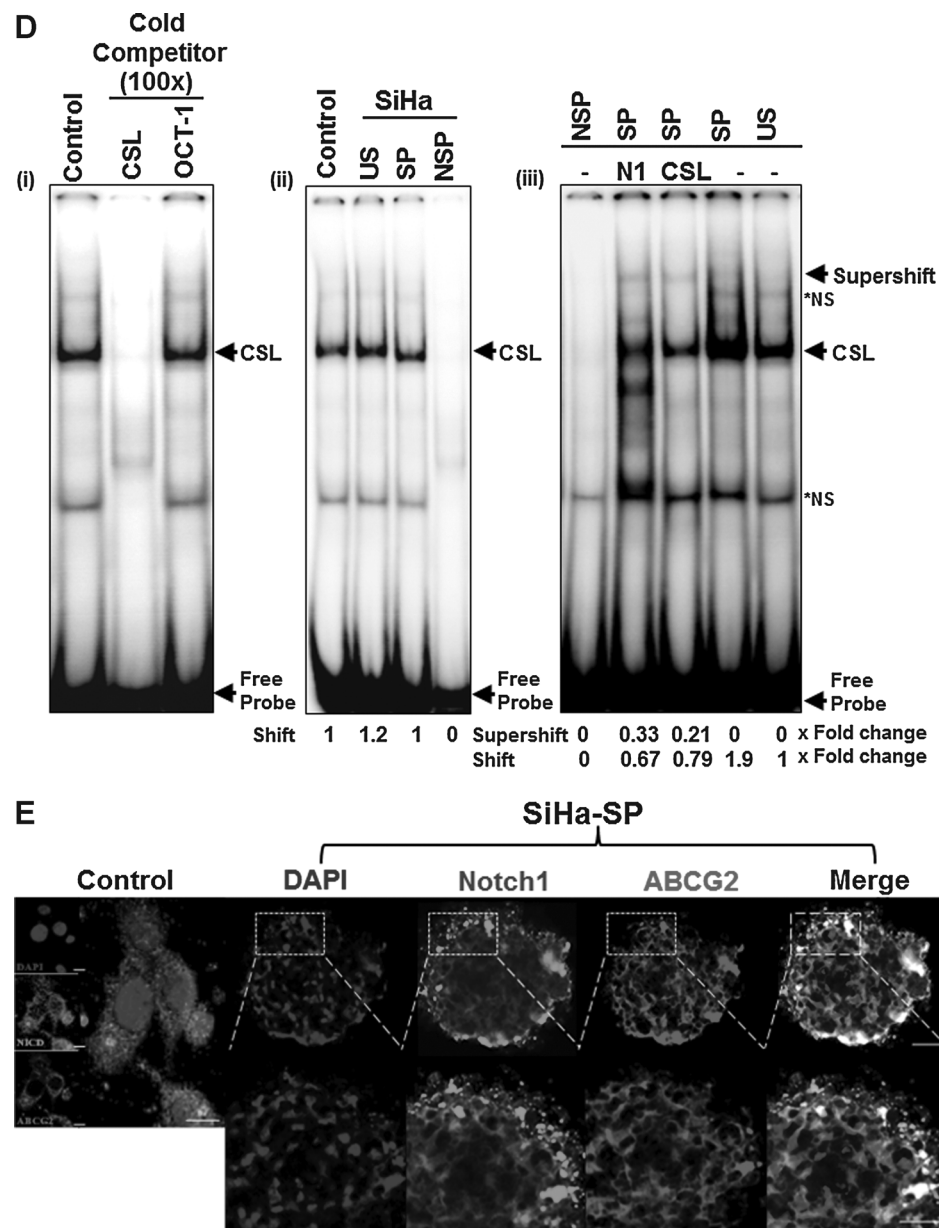 D
Cold
Competitor
(100x)
Control
CSL
OCT-1
(i)
CSL
Free
Probe
SiHa
Control
US
SP
NSP
(ii)
CSL
Free
Probe
Shift 1 1.2 1 0
NSP
SP
SP
SP
US
- N1 CSL - -
(iii)
Supershift
*NS
CSL
*NS
Free
Probe
Supershift 0 0.33 0.21 0 0 x Fold change
Shift 0 0.67 0.79 1.9 1 x Fold change
E
SiHa-SP
Control DAPI Notch1 ABCG2 Merge
DAPI
NICD
ABCG2